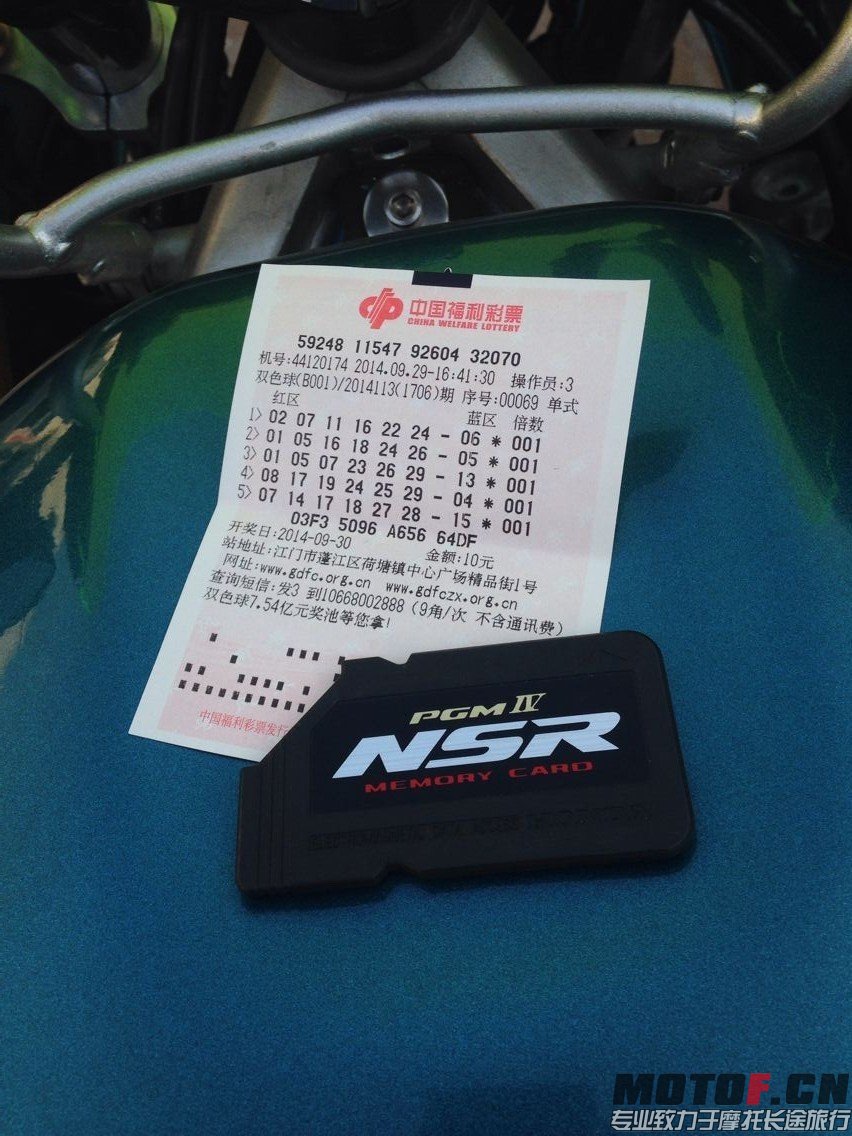 中国福利彩票
CHINA WELFARE LOTTERY
59248 11547 92604 32070
机号:44120174 2014.09.29-16:41:30 操作员:3
双色球(B001)/2014113(1706)期 序号:00069 单式
红区 蓝区 倍数
1> 02 07 11 16 22 24 - 06 * 001
2> 01 05 16 18 24 26 - 05 * 001
3> 01 05 07 23 26 29 - 13 * 001
4> 08 17 19 24 25 29 - 04 * 001
5> 07 14 17 18 27 28 - 15 * 001
03F3 5D96 A656 64DF
开奖日:2014-09-30 金额:10元
站地址:江门市蓬江区荷塘镇中心广场精品街1号
网址:www.gdfc.org.cn www.gdfczx.org.cn
查询短信:发3 到10668002888 (9角/次 不含通讯费)
双色球7.54亿元奖池等您拿!
中国福利彩票发行
PGM IV
NSR
MEMORY CARD
MOTOF.CN
专业致力于摩托长途旅行